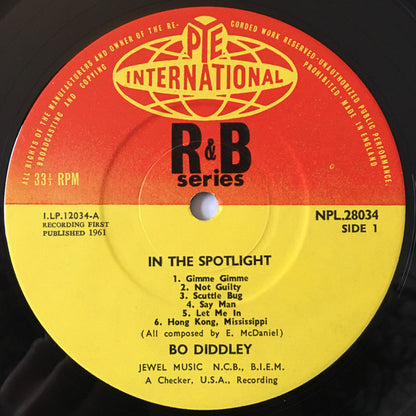 ALL RIGHTS OF THE MANUFACTURERS AND OWNER OF THE RE-CORDED WORK RESERVED · UNAUTHORIZED PUBLIC PERFORMANCE,
BROADCASTING AND COPYING PROHIBITED · MADE IN ENGLAND
PYE
INTERNATIONAL
R&B
series
33⅓ RPM
I.LP.12034-A
RECORDING FIRST
PUBLISHED 1961
NPL.28034
SIDE 1
IN THE SPOTLIGHT
1. Gimme Gimme
2. Not Guilty
3. Scuttle Bug
4. Say Man
5. Let Me In
6. Hong Kong, Mississippi
(All composed by E. McDaniel)
BO DIDDLEY
JEWEL MUSIC N.C.B., B.I.E.M.
A Checker, U.S.A., Recording